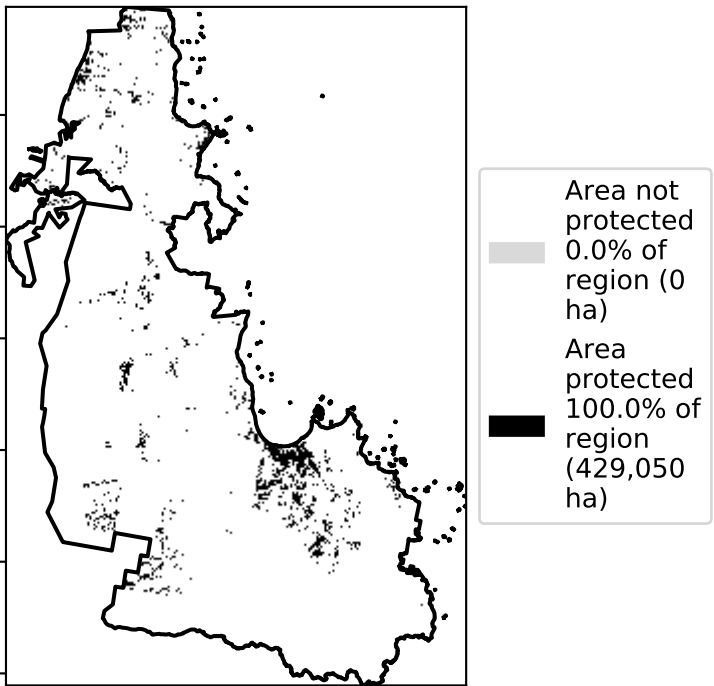 Area not
protected
0.0% of
region (0
ha)
Area
protected
100.0% of
region
(429,050
ha)